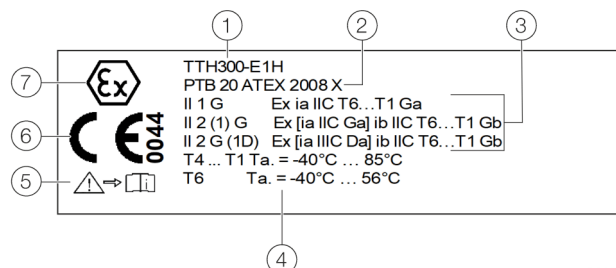 1
2
3
TTH300-E1H
PTB 20 ATEX 2008 X
II 1 G Ex ia IIC T6...T1 Ga
II 2 (1) G Ex [ia IIC Ga] ib IIC T6...T1 Gb
II 2 G (1D) Ex [ia IIIC Da] ib IIC T6...T1 Gb
T4 ... T1 Ta. = -40°C ... 85°C
T6 Ta. = -40°C ... 56°C
7
Ex
6
CE
0044
5
i
4